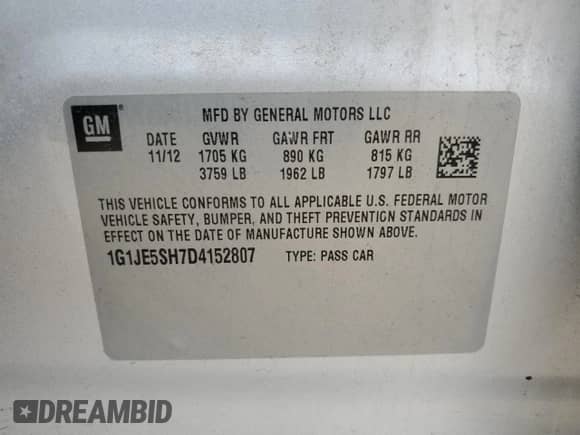 GM
MFD BY GENERAL MOTORS LLC
DATE GVWR GAWR FRT GAWR RR
11/12 1705 KG 890 KG 815 KG
3759 LB 1962 LB 1797 LB
THIS VEHICLE CONFORMS TO ALL APPLICABLE U.S. FEDERAL MOTOR
VEHICLE SAFETY, BUMPER, AND THEFT PREVENTION STANDARDS IN
EFFECT ON THE DATE OF MANUFACTURE SHOWN ABOVE.
1G1JE5SH7D4152807 TYPE: PASS CAR
DREAMBID